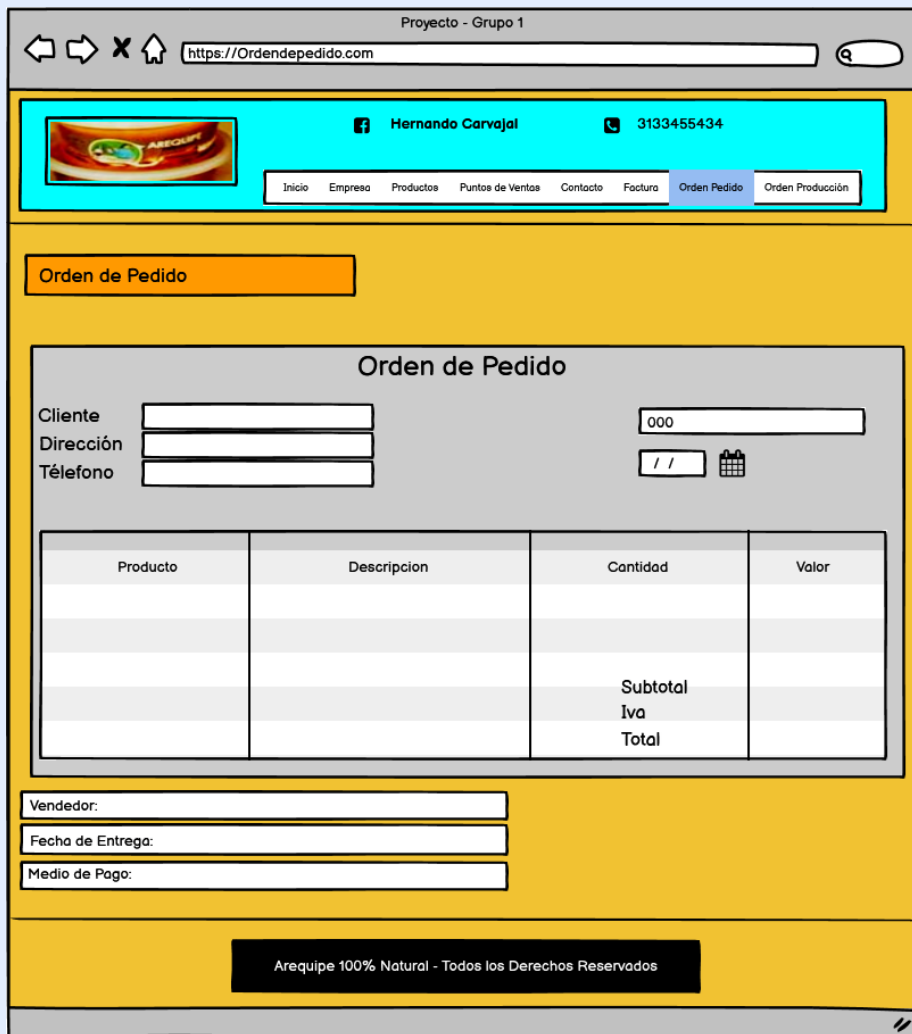 Proyecto - Grupo 1
https://Ordendepedido.com
AREQUIPE
Hernando Carvajal
3133455434
Inicio Empresa Productos Puntos de Ventas Contacto Factura Orden Pedido Orden Producción
Orden de Pedido
Orden de Pedido
Cliente
000
Dirección
/ /
Télefono
Producto Descripcion Cantidad Valor
Subtotal
Iva
Total
Vendedor:
Fecha de Entrega:
Medio de Pago:
Arequipe 100% Natural - Todos los Derechos Reservados